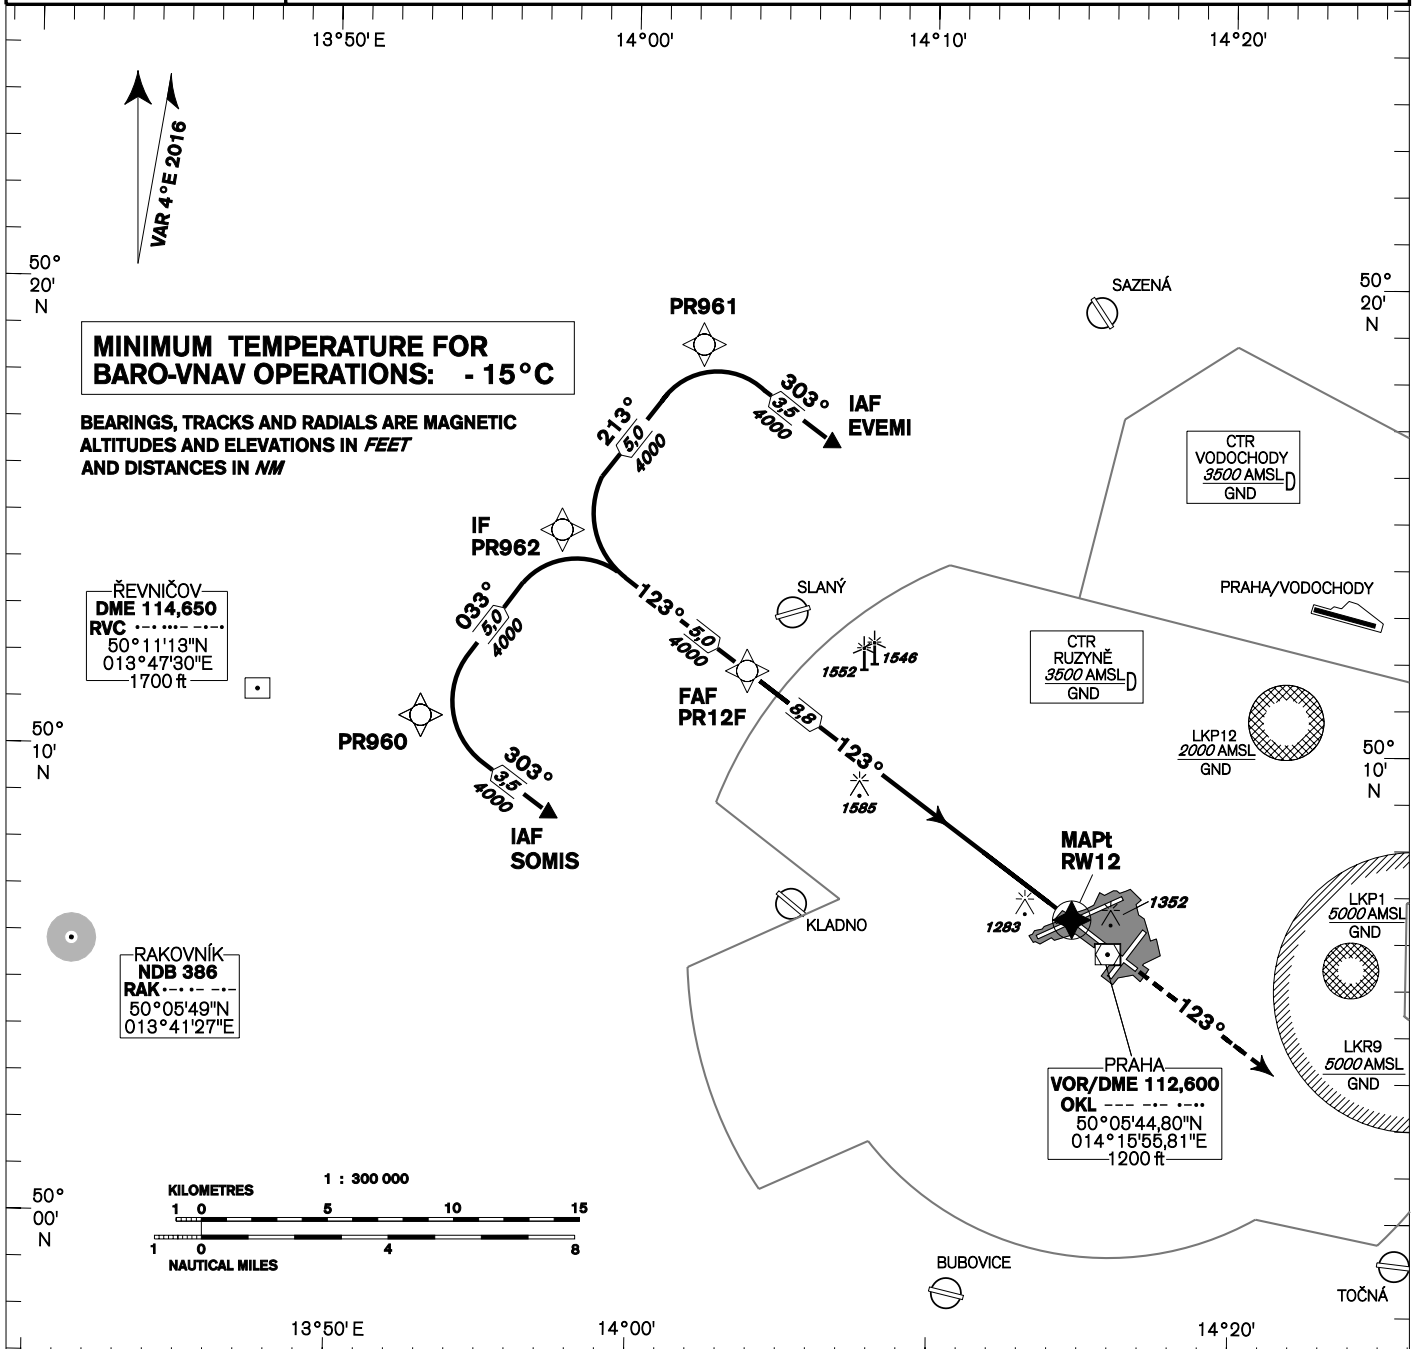 13°50' E
14°00'
14°10'
14°20'
VAR 4°E 2016
50°
20'
N
50°
20'
N
SAZENÁ
PR961
MINIMUM TEMPERATURE FOR
BARO-VNAV OPERATIONS: - 15°C
BEARINGS, TRACKS AND RADIALS ARE MAGNETIC
ALTITUDES AND ELEVATIONS IN FEET
AND DISTANCES IN NM
303°
3,5
4000
IAF
EVEMI
213°
5,0
4000
CTR
VODOCHODY
3500 AMSL D
GND
IF
PR962
033°
5,0
4000
123°
5,0
4000
SLANÝ
PRAHA/VODOCHODY
ŘEVNIČOV
DME 114,650
RVC ·–· ···– –·–·
50°11'13"N
013°47'30"E
1700 ft
1552
1546
CTR
RUZYNĚ
3500 AMSL D
GND
FAF
PR12F
8,8
123°
PR960
50°
10'
N
50°
10'
N
LKP12
2000 AMSL
GND
303°
3,5
4000
1585
IAF
SOMIS
MAPt
RW12
1352
1283
KLADNO
LKP1
5000 AMSL
GND
RAKOVNÍK
NDB 386
RAK ·–· ·– –·–
50°05'49"N
013°41'27"E
123°
LKR9
5000 AMSL
GND
PRAHA
VOR/DME 112,600
OKL ––– –·– ·–··
50°05'44,80"N
014°15'55,81"E
1200 ft
1 : 300 000
KILOMETRES
1 0 5 10 15
1 0 4 8
NAUTICAL MILES
50°
00'
N
BUBOVICE
TOČNÁ
13°50' E
14°00'
14°20'